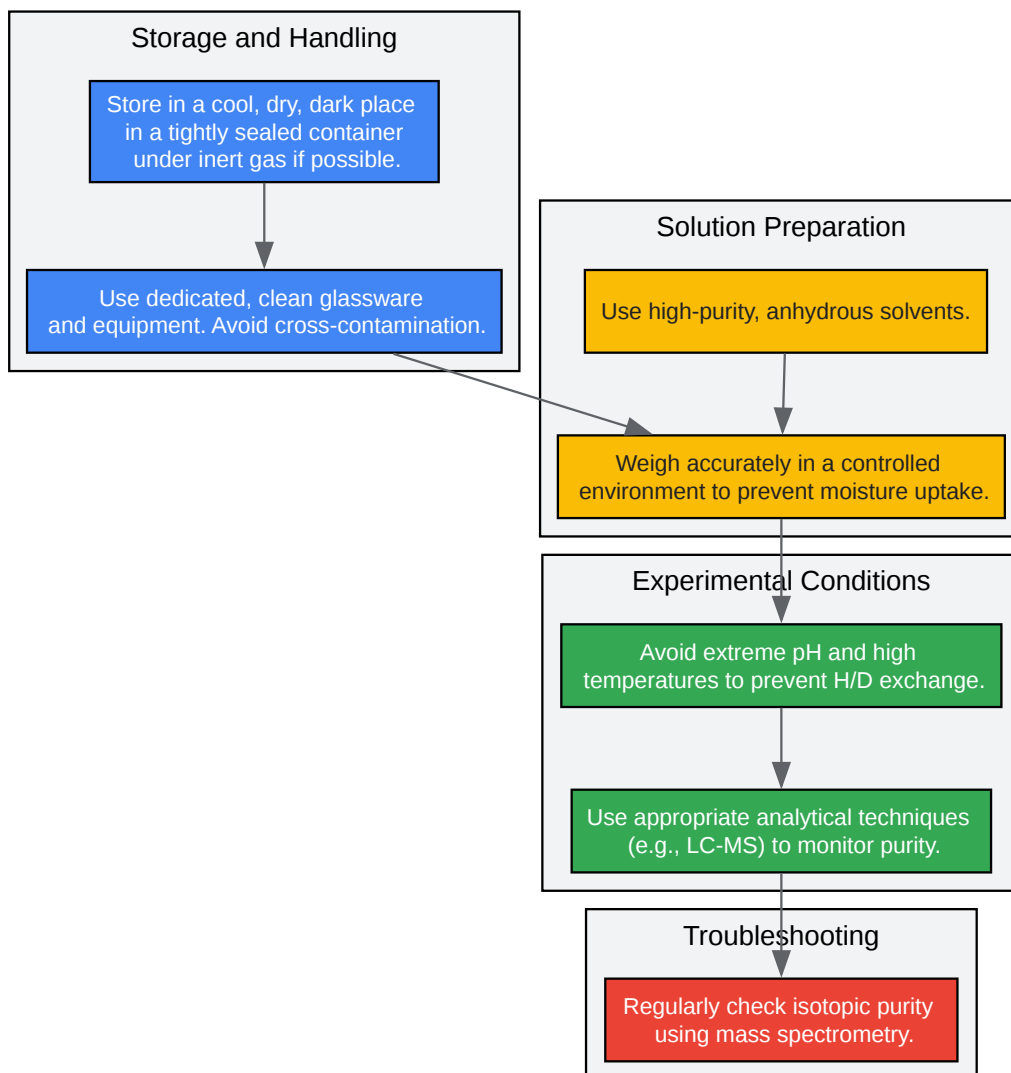 Storage and Handling
Store in a cool, dry, dark place
in a tightly sealed container
under inert gas if possible.
Use dedicated, clean glassware
and equipment. Avoid cross-contamination.
Solution Preparation
Use high-purity, anhydrous solvents.
Weigh accurately in a controlled
environment to prevent moisture uptake.
Experimental Conditions
Avoid extreme pH and high
temperatures to prevent H/D exchange.
Use appropriate analytical techniques
(e.g., LC-MS) to monitor purity.
Troubleshooting
Regularly check isotopic purity
using mass spectrometry.